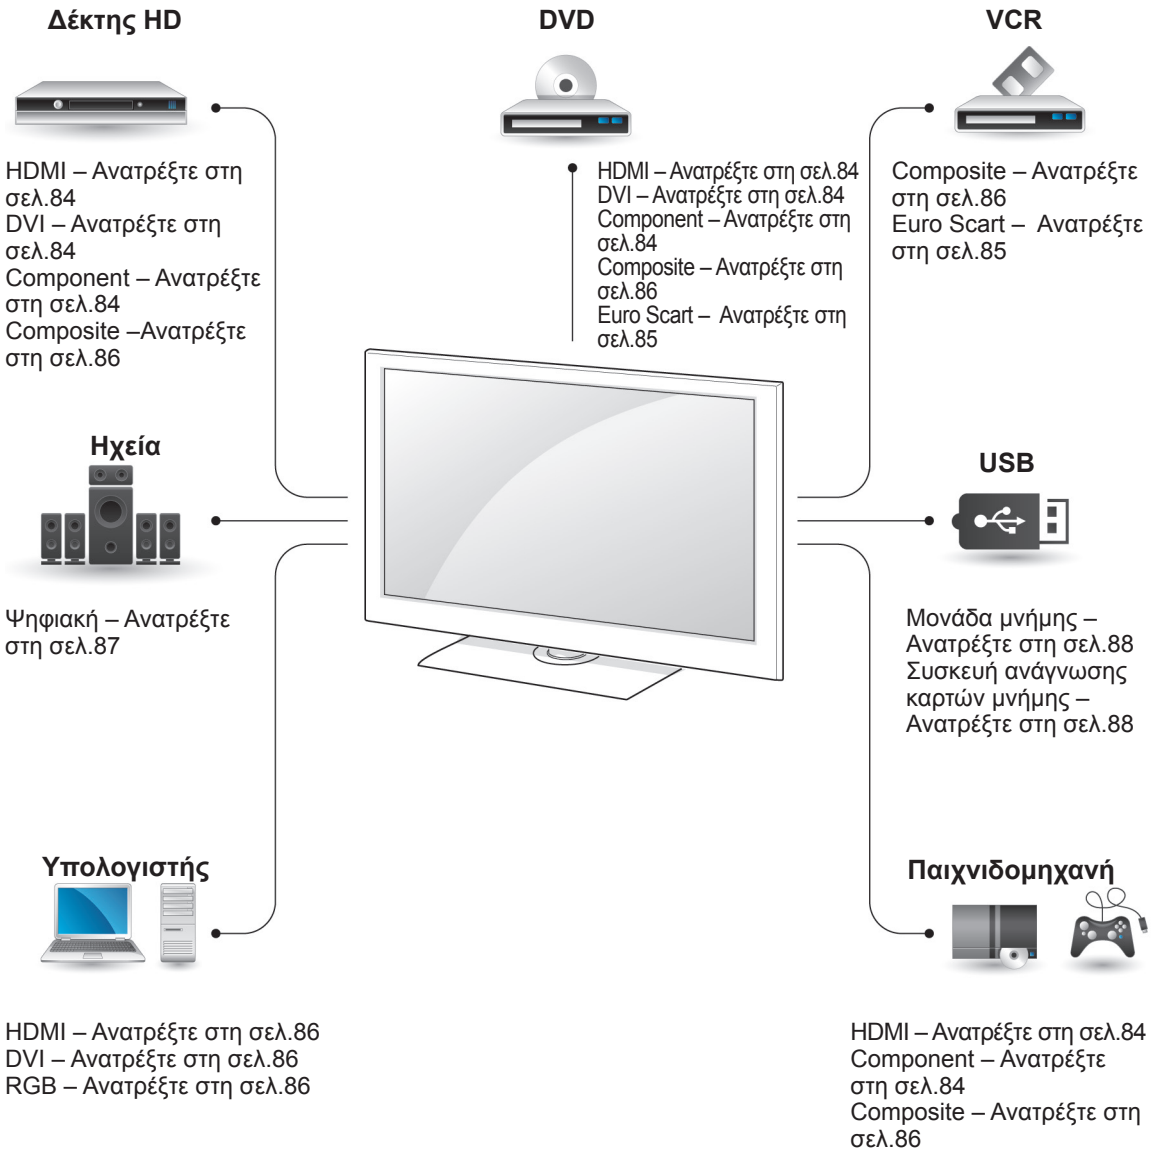 Δέκτης HD
HDMI – Ανατρέξτε στη
σελ.84
DVI – Ανατρέξτε στη
σελ.84
Component – Ανατρέξτε
στη σελ.84
Composite –Ανατρέξτε
στη σελ.86
DVD
HDMI – Ανατρέξτε στη σελ.84
DVI – Ανατρέξτε στη σελ.84
Component – Ανατρέξτε στη
σελ.84
Composite – Ανατρέξτε στη
σελ.86
Euro Scart –  Ανατρέξτε στη
σελ.85
VCR
Composite – Ανατρέξτε
στη σελ.86
Euro Scart –  Ανατρέξτε
στη σελ.85
Ηχεία
Ψηφιακή – Ανατρέξτε
στη σελ.87
USB
Μονάδα μνήμης –
Ανατρέξτε στη σελ.88
Συσκευή ανάγνωσης
καρτών μνήμης –
Ανατρέξτε στη σελ.88
Υπολογιστής
HDMI – Ανατρέξτε στη σελ.86
DVI – Ανατρέξτε στη σελ.86
RGB – Ανατρέξτε στη σελ.86
Παιχνιδομηχανή
HDMI – Ανατρέξτε στη σελ.84
Component – Ανατρέξτε
στη σελ.84
Composite – Ανατρέξτε στη
σελ.86